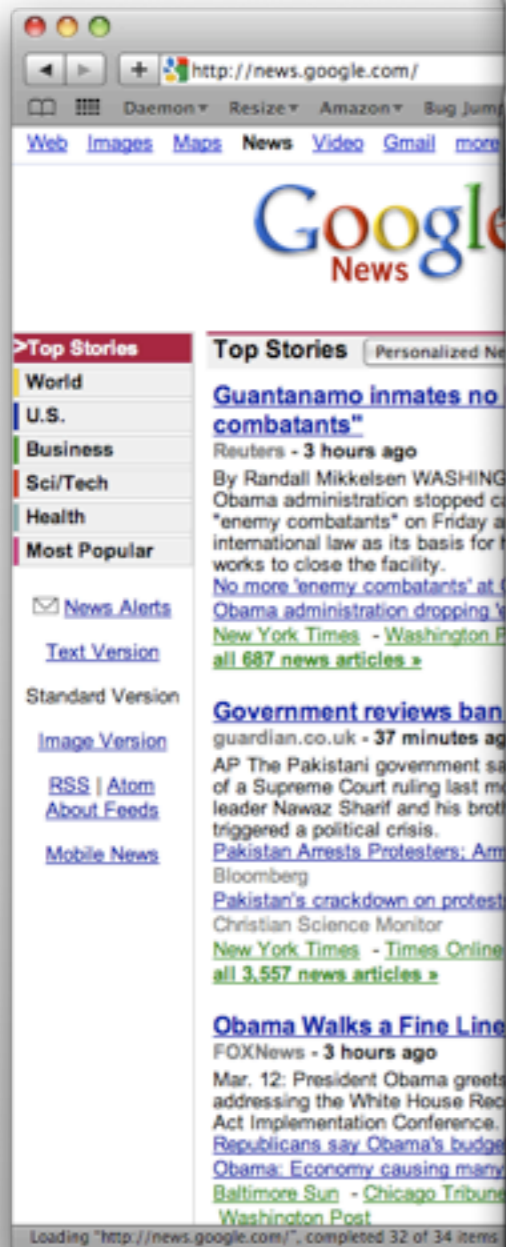 http://news.google.com/
Daemon Resize Amazon Bug Jump
Web Images Maps News Video Gmail more
Google
News
>Top Stories
World
U.S.
Business
Sci/Tech
Health
Most Popular
News Alerts
Text Version
Standard Version
Image Version
RSS | Atom
About Feeds
Mobile News
Top Stories Personalized Ne
Guantanamo inmates no
combatants"
Reuters - 3 hours ago
By Randall Mikkelsen WASHING
Obama administration stopped ca
"enemy combatants" on Friday a
international law as its basis for h
works to close the facility.
No more 'enemy combatants' at G
Obama administration dropping 'e
New York Times - Washington P
all 687 news articles »
Government reviews ban
guardian.co.uk - 37 minutes ag
AP The Pakistani government sa
of a Supreme Court ruling last mo
leader Nawaz Sharif and his broth
triggered a political crisis.
Pakistan Arrests Protesters; Arm
Bloomberg
Pakistan's crackdown on protests
Christian Science Monitor
New York Times - Times Online
all 3,557 news articles »
Obama Walks a Fine Line
FOXNews - 3 hours ago
Mar. 12: President Obama greets
addressing the White House Rec
Act Implementation Conference.
Republicans say Obama's budge
Obama: Economy causing many
Baltimore Sun - Chicago Tribune
Washington Post
Loading "http://news.google.com/", completed 32 of 34 items